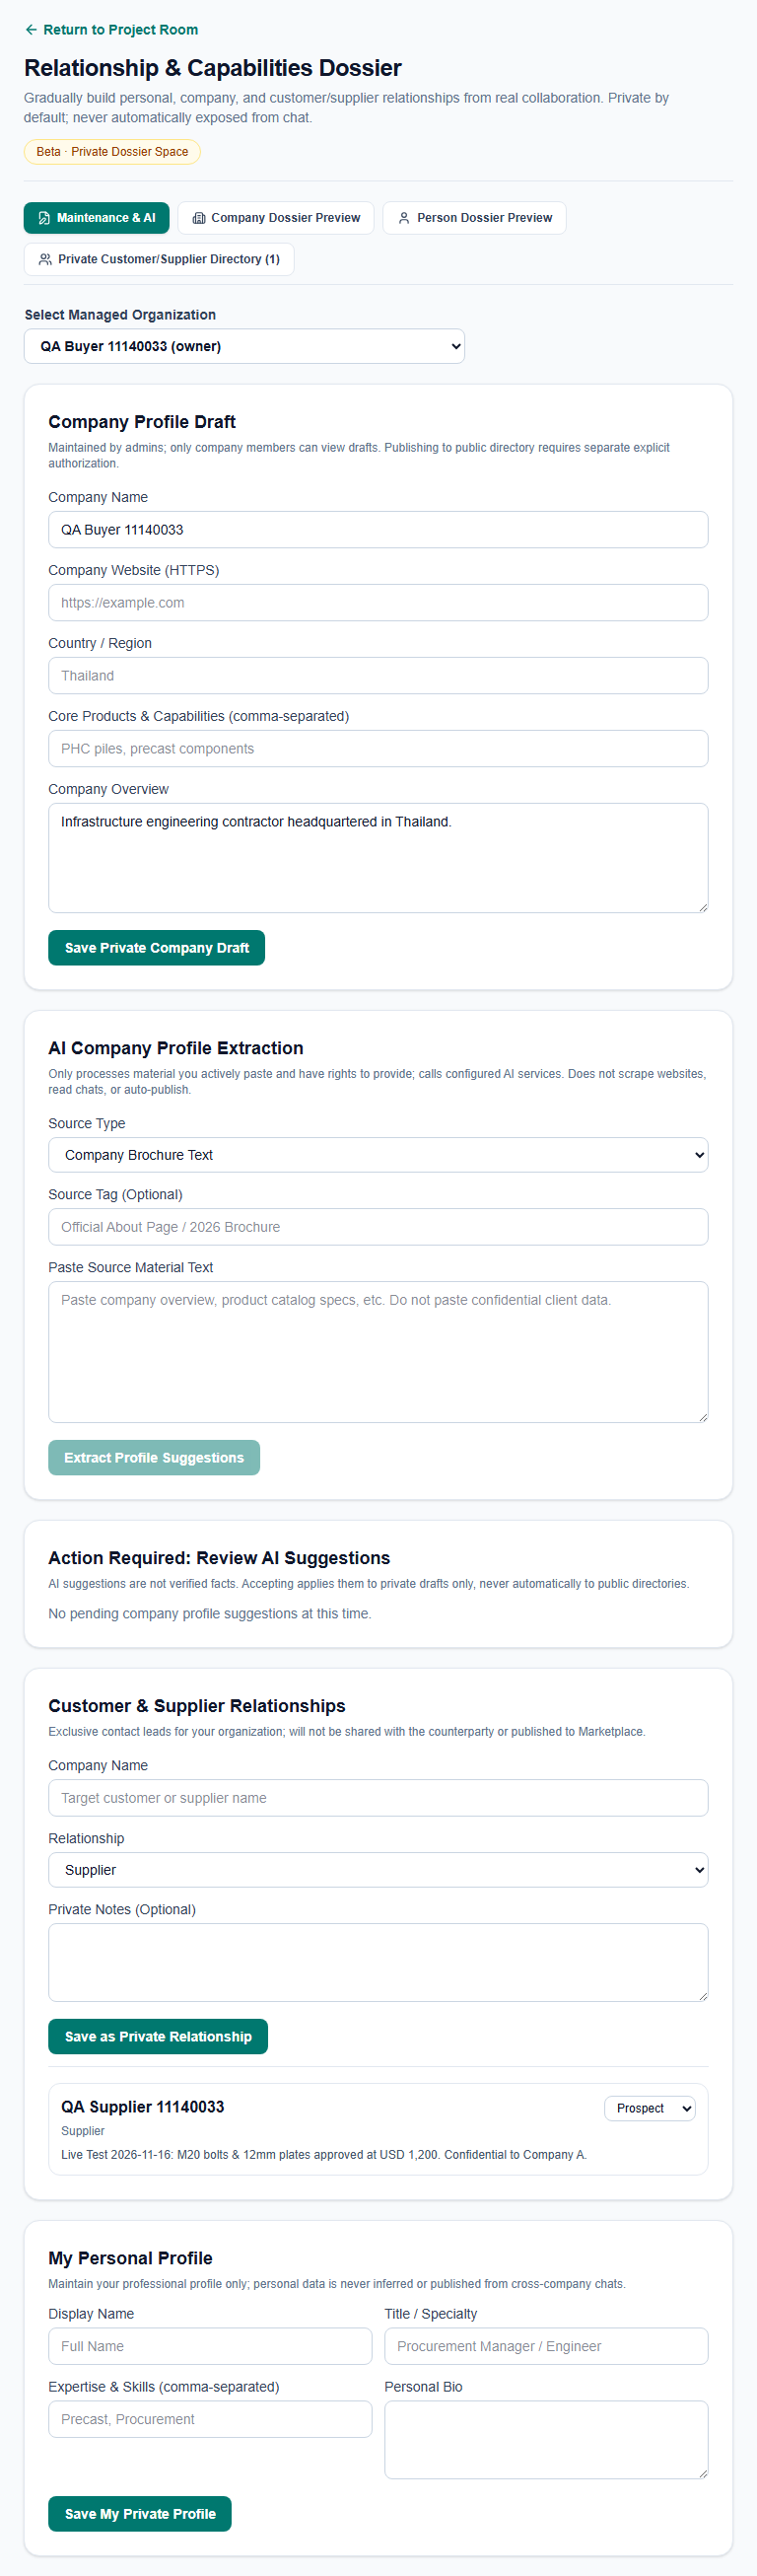 Return to Project Room
Relationship & Capabilities Dossier
Gradually build personal, company, and customer/supplier relationships from real collaboration. Private by
default; never automatically exposed from chat.
Beta · Private Dossier Space
Maintenance & AI
Company Dossier Preview
Person Dossier Preview
Private Customer/Supplier Directory (1)
Select Managed Organization
QA Buyer 11140033 (owner)
Company Profile Draft
Maintained by admins; only company members can view drafts. Publishing to public directory requires separate explicit
authorization.
Company Name
QA Buyer 11140033
Company Website (HTTPS)
https://example.com
Country / Region
Thailand
Core Products & Capabilities (comma-separated)
PHC piles, precast components
Company Overview
Infrastructure engineering contractor headquartered in Thailand.
Save Private Company Draft
AI Company Profile Extraction
Only processes material you actively paste and have rights to provide; calls configured AI services. Does not scrape websites,
read chats, or auto-publish.
Source Type
Company Brochure Text
Source Tag (Optional)
Official About Page / 2026 Brochure
Paste Source Material Text
Paste company overview, product catalog specs, etc. Do not paste confidential client data.
Extract Profile Suggestions
Action Required: Review AI Suggestions
AI suggestions are not verified facts. Accepting applies them to private drafts only, never automatically to public directories.
No pending company profile suggestions at this time.
Customer & Supplier Relationships
Exclusive contact leads for your organization; will not be shared with the counterparty or published to Marketplace.
Company Name
Target customer or supplier name
Relationship
Supplier
Private Notes (Optional)
Save as Private Relationship
QA Supplier 11140033
Prospect
Supplier
Live Test 2026-11-16: M20 bolts & 12mm plates approved at USD 1,200. Confidential to Company A.
My Personal Profile
Maintain your professional profile only; personal data is never inferred or published from cross-company chats.
Display Name
Title / Specialty
Full Name
Procurement Manager / Engineer
Expertise & Skills (comma-separated)
Personal Bio
Precast, Procurement
Save My Private Profile